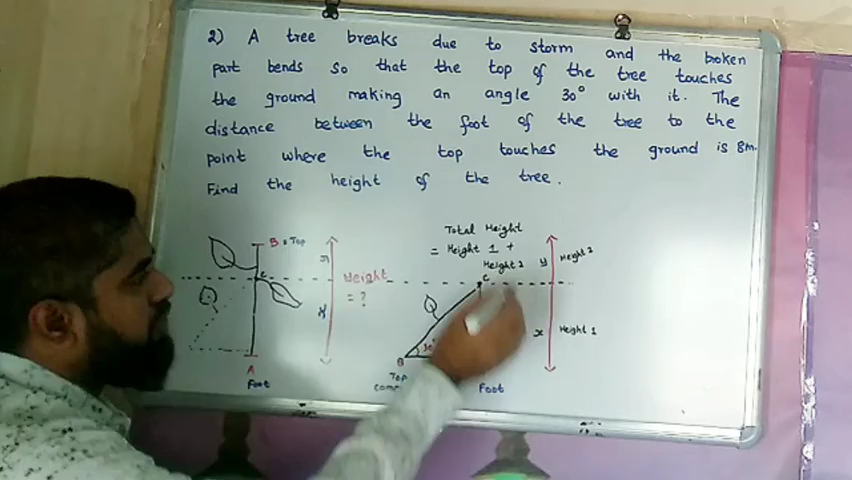 2) A tree breaks due to storm and the broken
part bends so that the top of the tree touches
the ground making an angle 30° with it. The
distance between the foot of the tree to the
point where the top touches the ground is 8m.
Find the height of the tree.
B = Top
C
Height
= ?
A
Foot
Total Height
= Height 1 +
Height 2
C
30°
B
Top
Foot
y
Height 2
x
Height 1